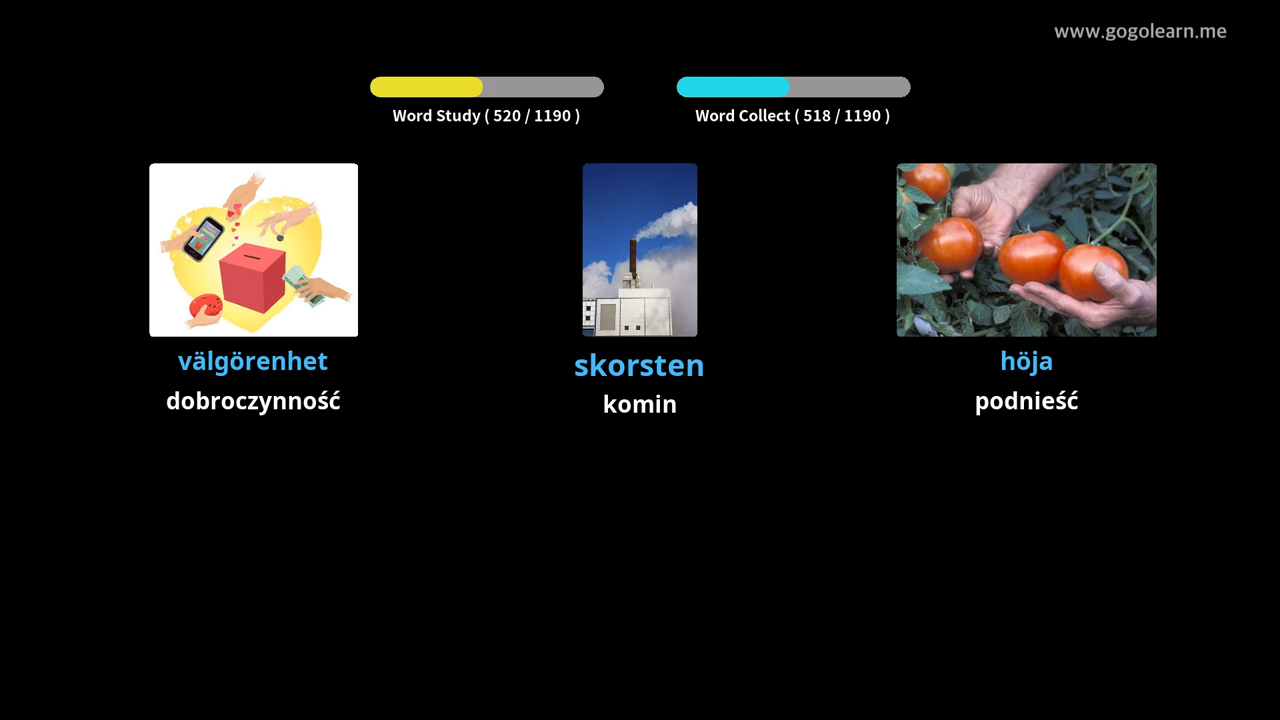 www.gogolearn.me
Word Study ( 520 / 1190 )
Word Collect ( 518 / 1190 )
välgörenhet
dobroczynność
skorsten
komin
höja
podnieść